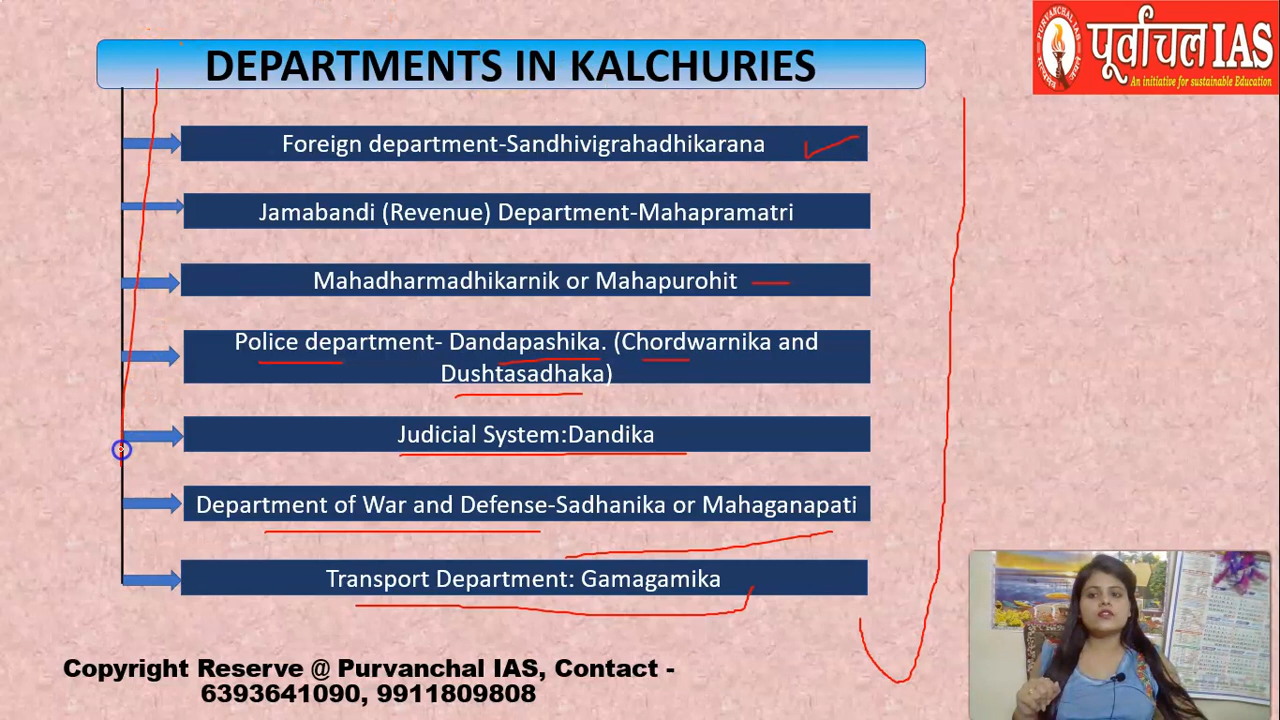 DEPARTMENTS IN KALCHURIES
पूर्वांचल IAS
An initiative for sustainable Education
PURVANCHAL IAS
Foreign department-Sandhivigrahadhikarana
Jamabandi (Revenue) Department-Mahapramatri
Mahadharmadhikarnik or Mahapurohit
Police department- Dandapashika. (Chordwarnika and
Dushtasadhaka)
Judicial System:Dandika
Department of War and Defense-Sadhanika or Mahaganapati
Transport Department: Gamagamika
Copyright Reserve @ Purvanchal IAS, Contact -
6393641090, 9911809808